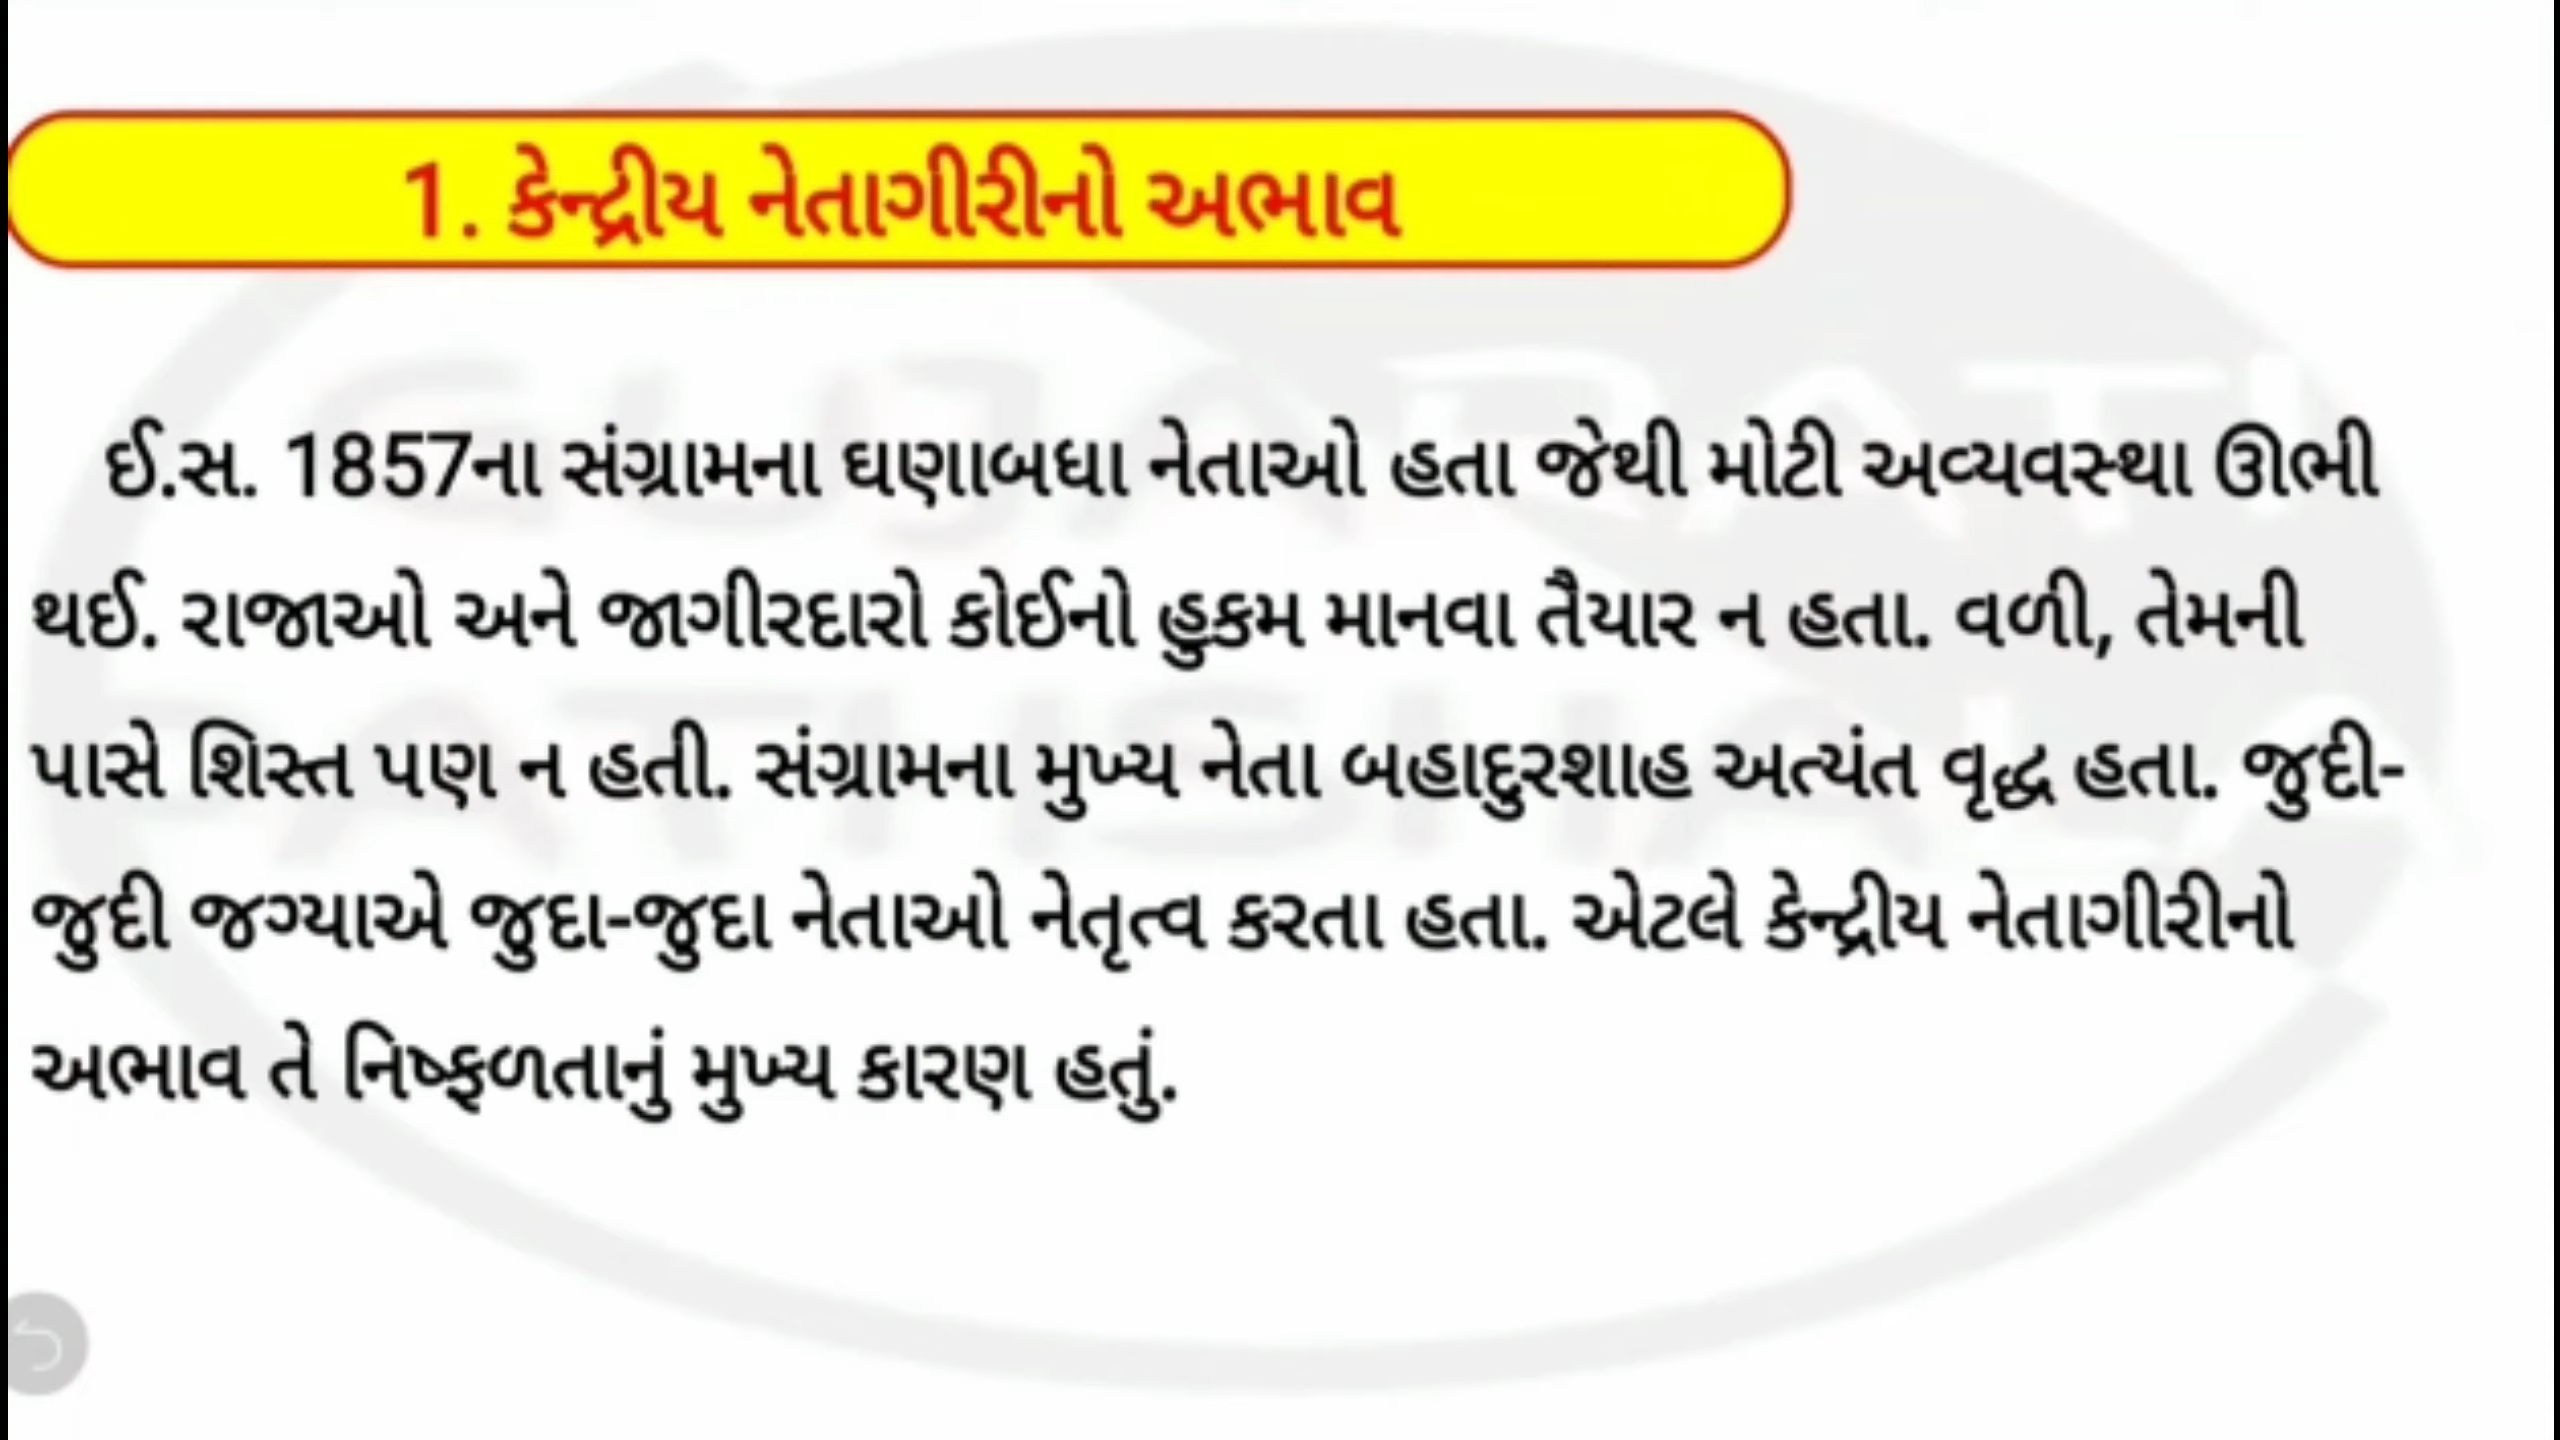 1. કેન્દ્રીય નેતાગીરીનો અભાવ
ઈ.સ. 1857ના સંગ્રામના ઘણાબધા નેતાઓ હતા જેથી મોટી અવ્યવસ્થા ઊભી
થઈ. રાજાઓ અને જાગીરદારો કોઈનો હુકમ માનવા તૈયાર ન હતા. વળી, તેમની
પાસે શિસ્ત પણ ન હતી. સંગ્રામના મુખ્ય નેતા બહાદુરશાહ અત્યંત વૃદ્ધ હતા. જુદી-
જુદી જગ્યાએ જુદા-જુદા નેતાઓ નેતૃત્વ કરતા હતા. એટલે કેન્દ્રીય નેતાગીરીનો
અભાવ તે નિષ્ફળતાનું મુખ્ય કારણ હતું.